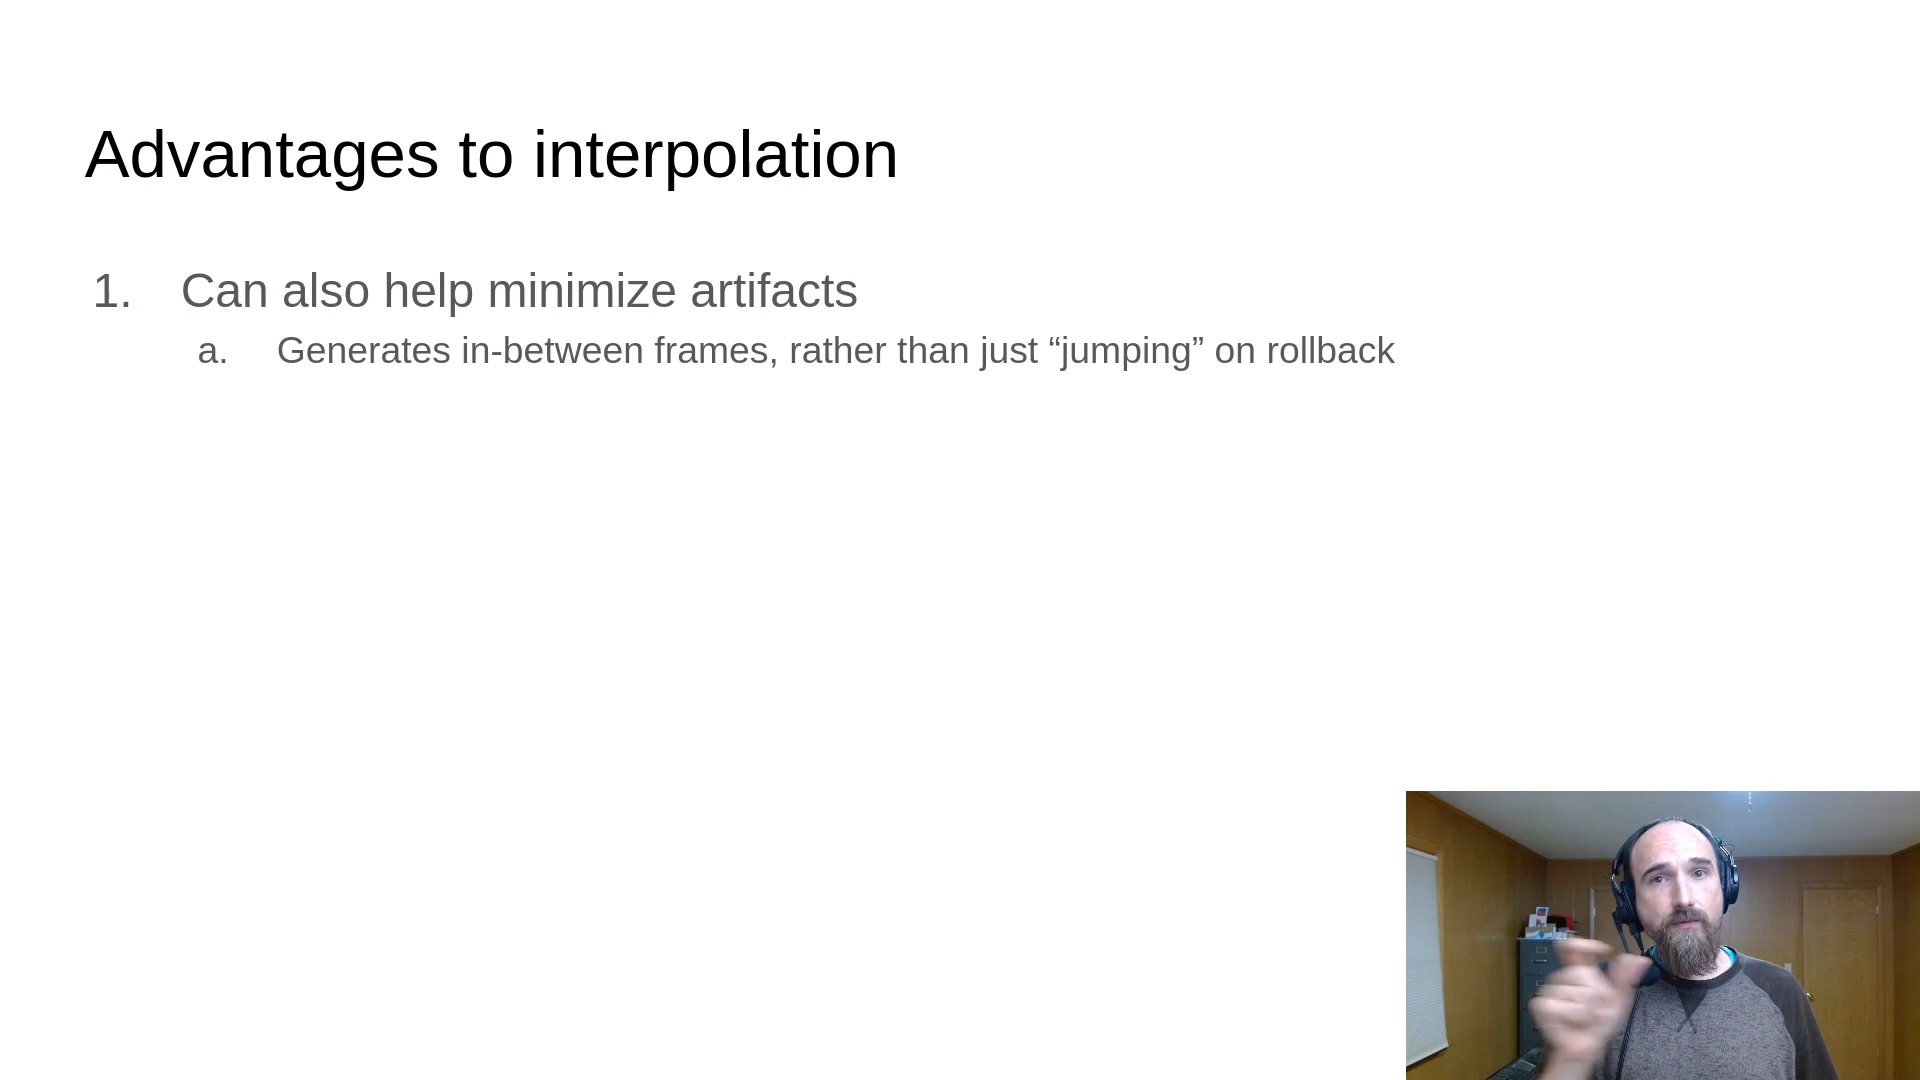 Advantages to interpolation
1. Can also help minimize artifacts
a. Generates in-between frames, rather than just “jumping” on rollback